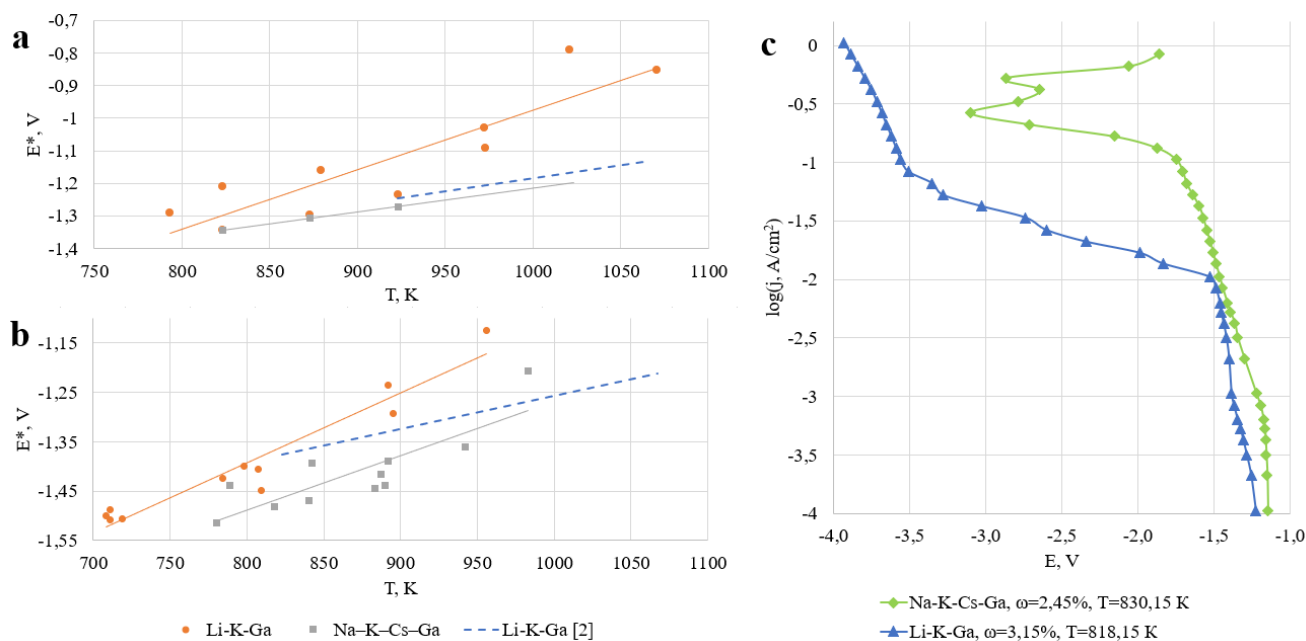 a
-0,7
-0,8
-0,9
-1
-1,1
-1,2
-1,3
-1,4
E*, V
750 800 850 900 950 1000 1050 1100
T, K
b
-1,15
-1,25
-1,35
-1,45
-1,55
E*, V
700 750 800 850 900 950 1000 1050 1100
T, K
Li-K-Ga Na–K–Cs–Ga Li-K-Ga [2]
c
0
-0,5
-1
-1,5
-2
-2,5
-3
-3,5
-4
log(j, A/cm²)
-4,0 -3,5 -3,0 -2,5 -2,0 -1,5 -1,0
E, V
Na-K-Cs-Ga, ω=2,45%, T=830,15 K
Li-K-Ga, ω=3,15%, T=818,15 K